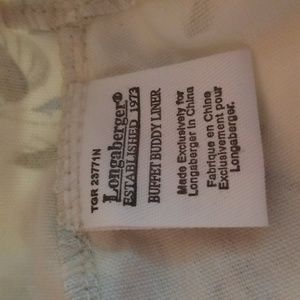 TGR 23771N
Longaberger®
ESTABLISHED 1973
BUFFET BUDDY LINER
Made Exclusively for
Longaberger in China
Fabrique en Chine
Exclusivement pour
Longaberger.